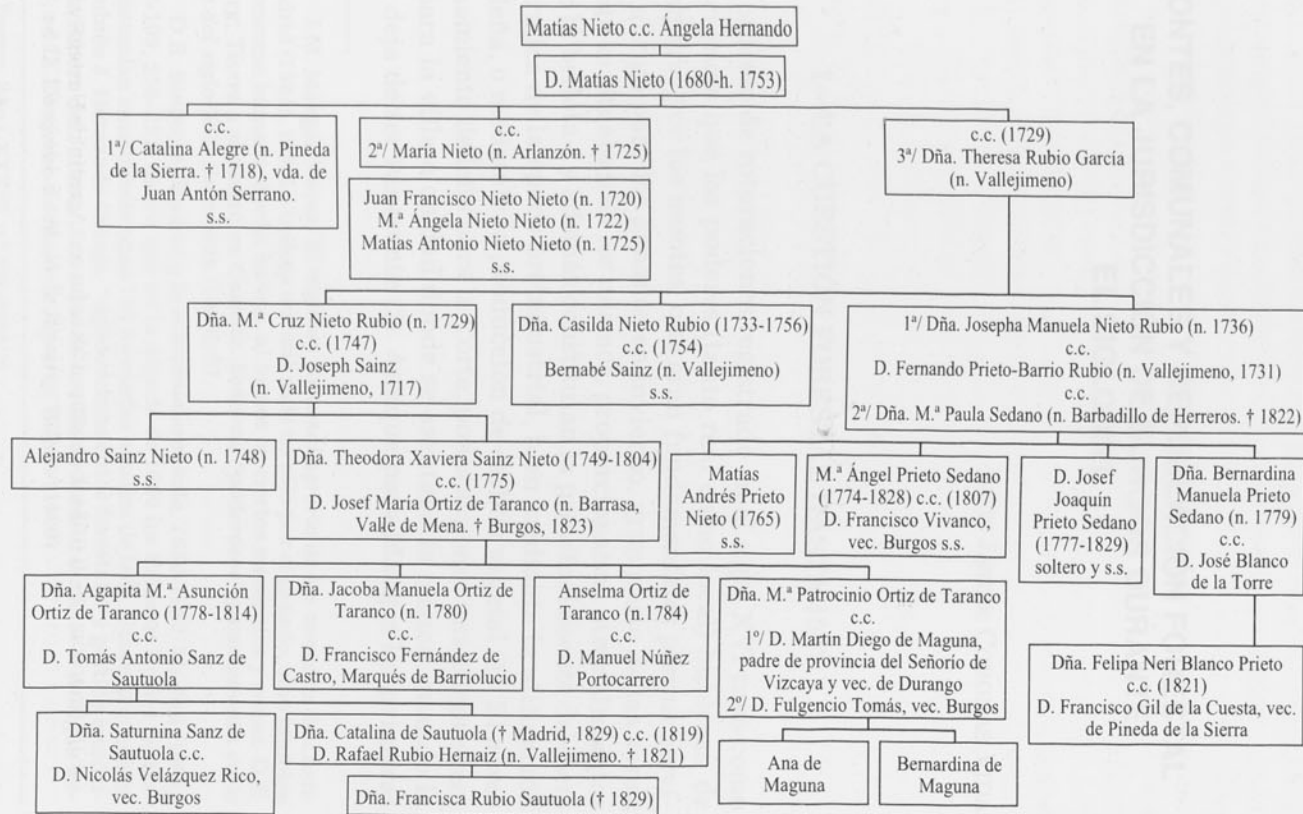 Matías Nieto c.c. Ángela Hernando
D. Matías Nieto (1680-h. 1753)
c.c.
1ª/ Catalina Alegre (n. Pineda
de la Sierra. † 1718), vda. de
Juan Antón Serrano.
s.s.
c.c.
2ª/ María Nieto (n. Arlanzón. † 1725)
Juan Francisco Nieto Nieto (n. 1720)
M.ª Ángela Nieto Nieto (n. 1722)
Matías Antonio Nieto Nieto (n. 1725)
s.s.
c.c. (1729)
3ª/ Dña. Theresa Rubio García
(n. Vallejimeno)
Dña. M.ª Cruz Nieto Rubio (n. 1729)
c.c. (1747)
D. Joseph Sainz
(n. Vallejimeno, 1717)
Dña. Casilda Nieto Rubio (1733-1756)
c.c. (1754)
Bernabé Sainz (n. Vallejimeno)
s.s.
1ª/ Dña. Josepha Manuela Nieto Rubio (n. 1736)
c.c.
D. Fernando Prieto-Barrio Rubio (n. Vallejimeno, 1731)
c.c.
2ª/ Dña. M.ª Paula Sedano (n. Barbadillo de Herreros. † 1822)
Alejandro Sainz Nieto (n. 1748)
s.s.
Dña. Theodora Xaviera Sainz Nieto (1749-1804)
c.c. (1775)
D. Josef María Ortiz de Taranco (n. Barrasa,
Valle de Mena. † Burgos, 1823)
Matías
Andrés Prieto
Nieto (1765)
s.s.
M.ª Ángel Prieto Sedano
(1774-1828) c.c. (1807)
D. Francisco Vivanco,
vec. Burgos s.s.
D. Josef
Joaquín
Prieto Sedano
(1777-1829)
soltero y s.s.
Dña. Bernardina
Manuela Prieto
Sedano (n. 1779)
c.c.
D. José Blanco
de la Torre
Dña. Agapita M.ª Asunción
Ortiz de Taranco (1778-1814)
c.c.
D. Tomás Antonio Sanz de
Sautuola
Dña. Jacoba Manuela Ortiz de
Taranco (n. 1780)
c.c.
D. Francisco Fernández de
Castro, Marqués de Barriolucio
Anselma Ortiz de
Taranco (n.1784)
c.c.
D. Manuel Núñez
Portocarrero
Dña. M.ª Patrocinio Ortiz de Taranco
c.c.
1º/ D. Martín Diego de Maguna,
padre de provincia del Señorío de
Vizcaya y vec. de Durango
2º/ D. Fulgencio Tomás, vec. Burgos
Dña. Felipa Neri Blanco Prieto
c.c. (1821)
D. Francisco Gil de la Cuesta, vec.
de Pineda de la Sierra
Dña. Saturnina Sanz de
Sautuola c.c.
D. Nicolás Velázquez Rico,
vec. Burgos
Dña. Catalina de Sautuola († Madrid, 1829) c.c. (1819)
D. Rafael Rubio Hernaiz (n. Vallejimeno. † 1821)
Ana de
Maguna
Bernardina de
Maguna
Dña. Francisca Rubio Sautuola († 1829)